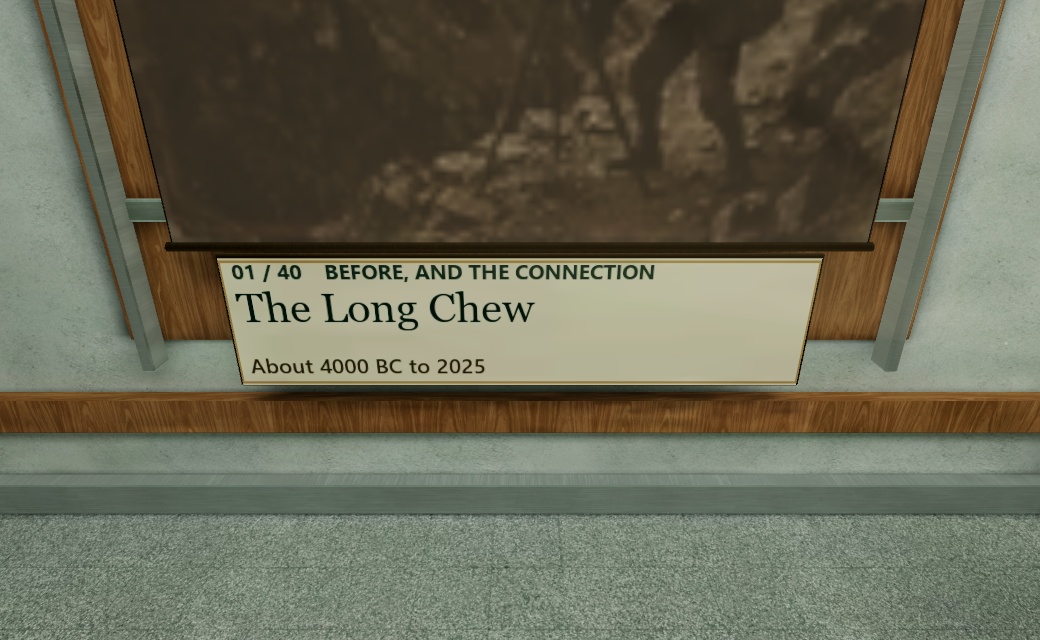 01 / 40 BEFORE, AND THE CONNECTION
The Long Chew
About 4000 BC to 2025